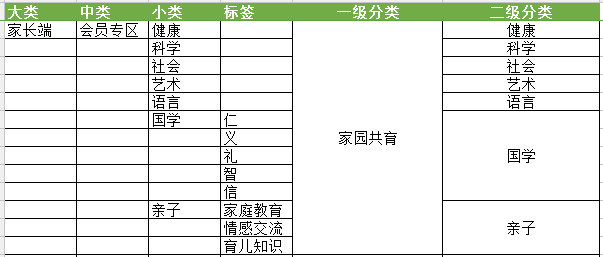 大类 中类 小类 标签 一级分类 二级分类
家长端 会员专区 健康 健康
科学 科学
社会 社会
艺术 艺术
语言 语言
国学 仁
义
家园共育
礼 国学
智
信
亲子 家庭教育
情感交流 亲子
育儿知识